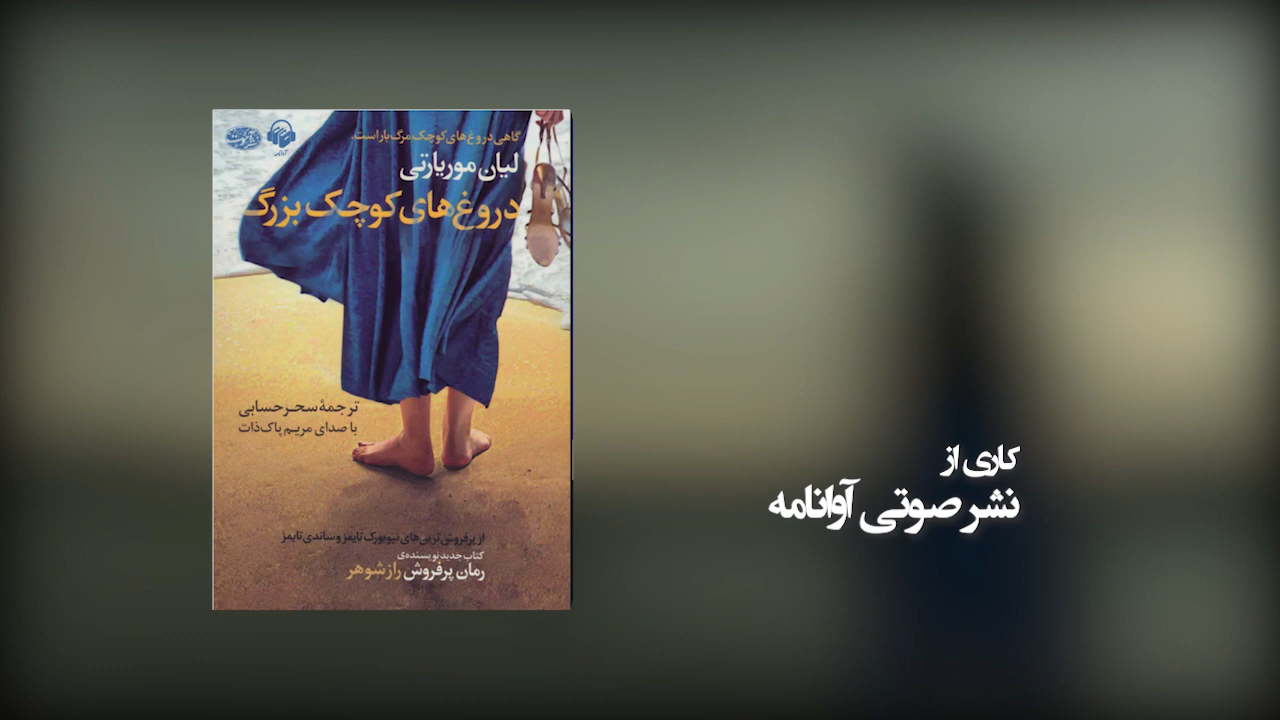 گاهی دروغ‌های کوچک مرگ‌بار است.
لیان موریارتی
دروغ‌های کوچک بزرگ
ترجمهٔ سحر حسابی
با صدای مریم پاک‌ذات
از پرفروش‌ترین‌های نیویورک تایمز و ساندی تایمز
کتاب جدید نویسنده‌ی
رمان پرفروش راز شوهر
کاری از
نشر صوتی آوانامه